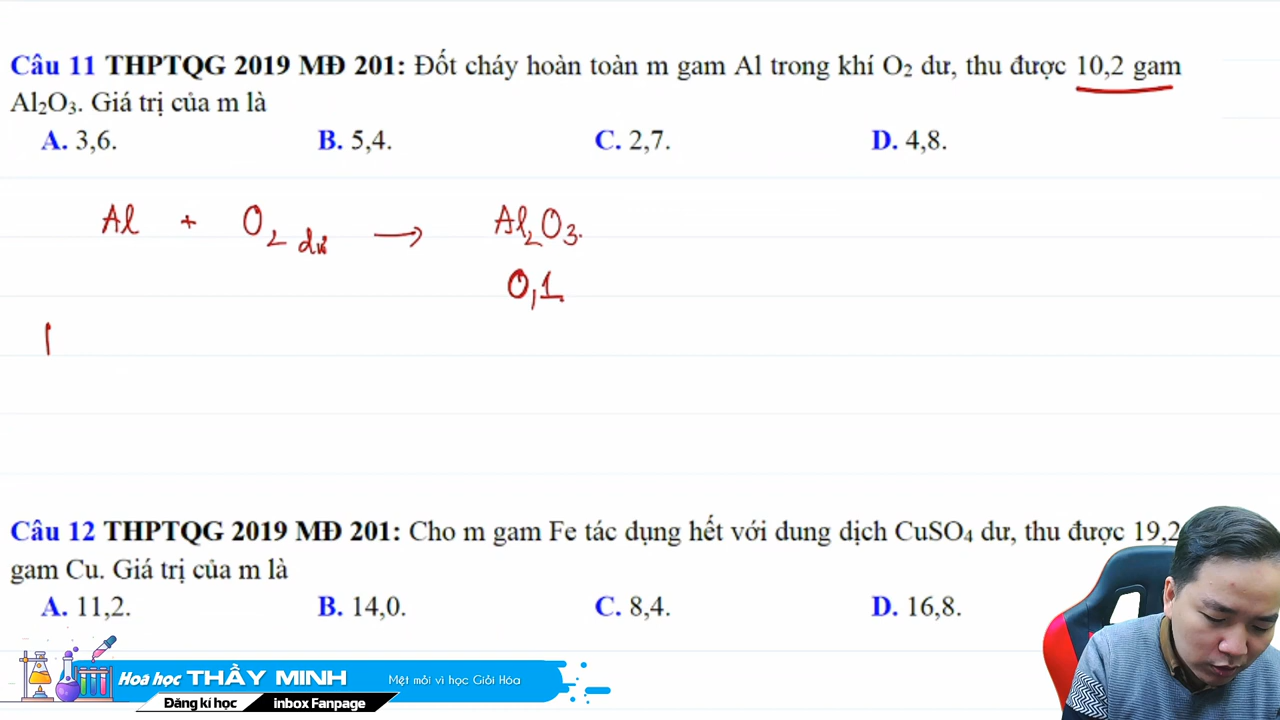 Câu 11 THPTQG 2019 MĐ 201: Đốt cháy hoàn toàn m gam Al trong khí O₂ dư, thu được 10,2 gam
Al₂O₃. Giá trị của m là
A. 3,6. B. 5,4. C. 2,7. D. 4,8.
Al + O₂ dư → Al₂O₃.
0,1
Câu 12 THPTQG 2019 MĐ 201: Cho m gam Fe tác dụng hết với dung dịch CuSO₄ dư, thu được 19,2
gam Cu. Giá trị của m là
A. 11,2. B. 14,0. C. 8,4. D. 16,8.
Hoá học THẦY MINH Mệt mỏi vì học Giỏi Hóa
Đăng kí học inbox Fanpage